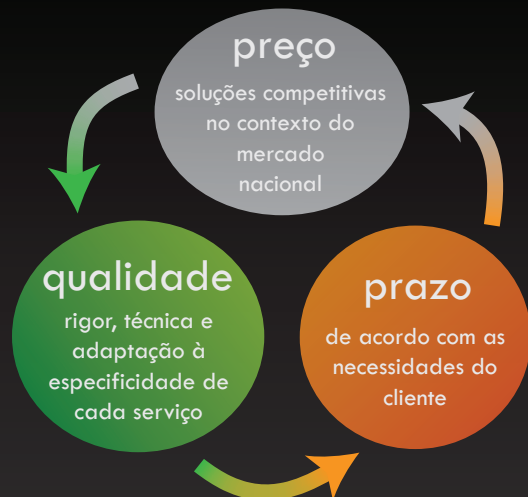 preço
soluções competitivas
no contexto do
mercado
nacional
qualidade
rigor, técnica e
adaptação à
especificidade de
cada serviço
prazo
de acordo com as
necessidades do
cliente